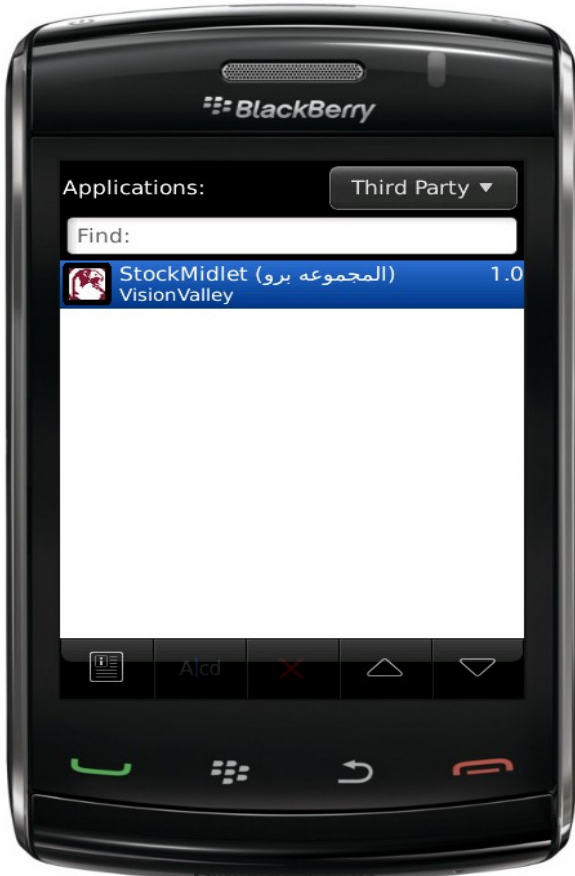 BlackBerry
Applications:
Third Party
Find:
StockMidlet (المجموعه برو) 1.0
VisionValley
A|cd